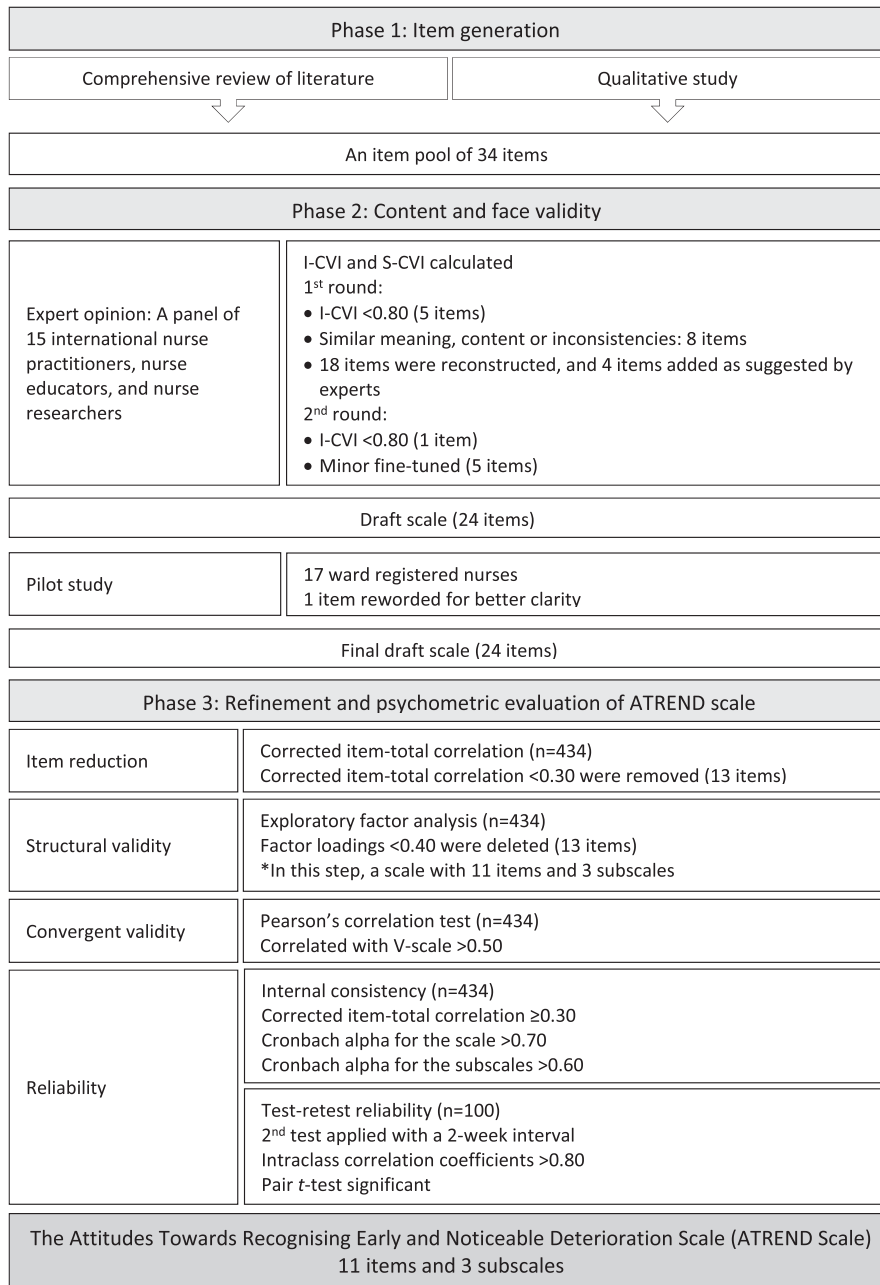 Phase 1: Item generation
Comprehensive review of literature
Qualitative study
An item pool of 34 items
Phase 2: Content and face validity
Expert opinion: A panel of
15 international nurse
practitioners, nurse
educators, and nurse
researchers
I-CVI and S-CVI calculated
1st round:
• I-CVI <0.80 (5 items)
• Similar meaning, content or inconsistencies: 8 items
• 18 items were reconstructed, and 4 items added as suggested by
experts
2nd round:
• I-CVI <0.80 (1 item)
• Minor fine-tuned (5 items)
Draft scale (24 items)
Pilot study
17 ward registered nurses
1 item reworded for better clarity
Final draft scale (24 items)
Phase 3: Refinement and psychometric evaluation of ATREND scale
Item reduction
Corrected item-total correlation (n=434)
Corrected item-total correlation <0.30 were removed (13 items)
Structural validity
Exploratory factor analysis (n=434)
Factor loadings <0.40 were deleted (13 items)
*In this step, a scale with 11 items and 3 subscales
Convergent validity
Pearson's correlation test (n=434)
Correlated with V-scale >0.50
Reliability
Internal consistency (n=434)
Corrected item-total correlation ≥0.30
Cronbach alpha for the scale >0.70
Cronbach alpha for the subscales >0.60
Test-retest reliability (n=100)
2nd test applied with a 2-week interval
Intraclass correlation coefficients >0.80
Pair t-test significant
The Attitudes Towards Recognising Early and Noticeable Deterioration Scale (ATREND Scale)
11 items and 3 subscales